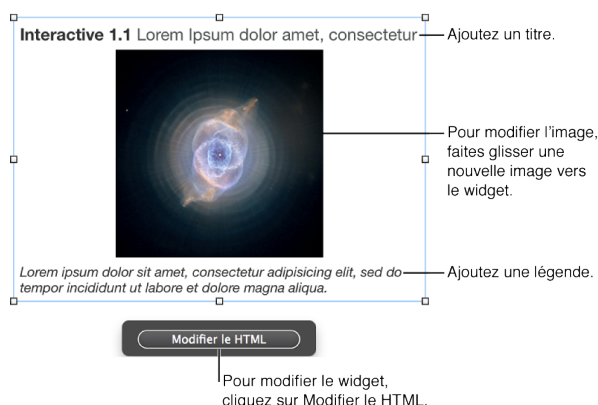 Interactive 1.1 Lorem Ipsum dolor amet, consectetur
Ajoutez un titre.
Pour modifier l'image,
faites glisser une
nouvelle image vers
le widget.
Lorem ipsum dolor sit amet, consectetur adipisicing elit, sed do
tempor incididunt ut labore et dolore magna aliqua.
Ajoutez une légende.
Modifier le HTML
Pour modifier le widget,
cliquez sur Modifier le HTML.